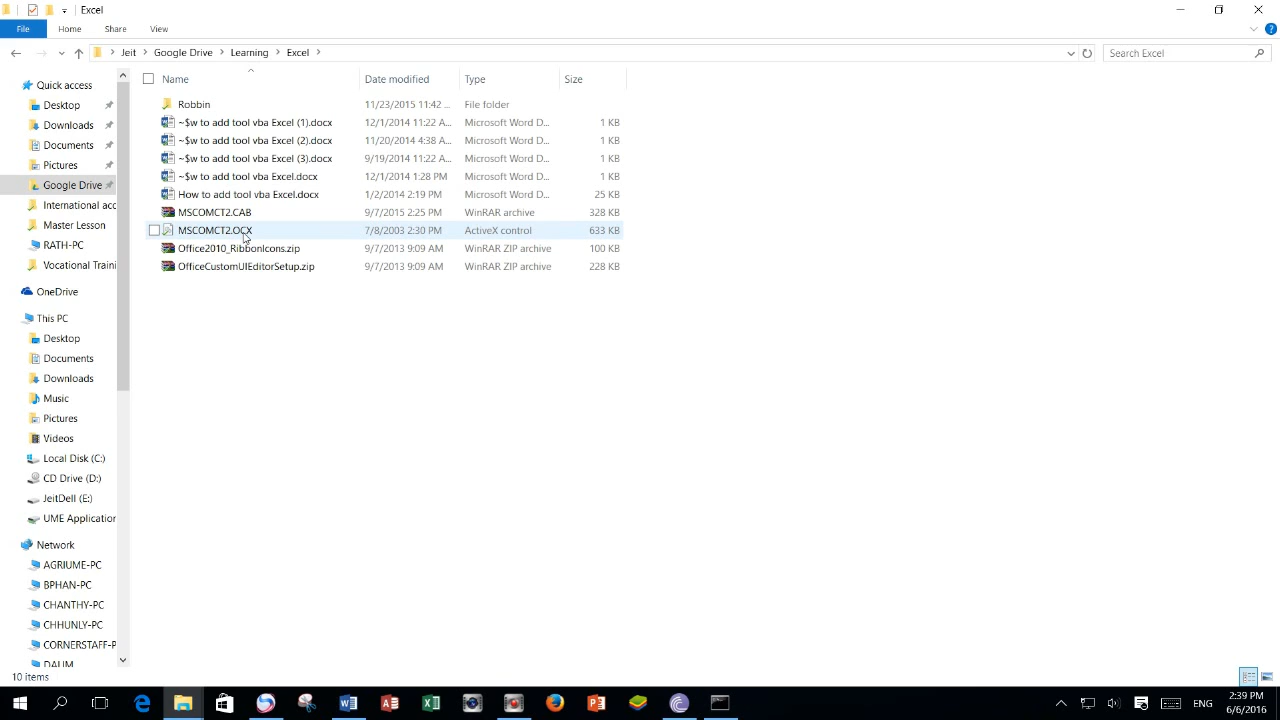 Excel
File Home Share View
Jeit Google Drive Learning Excel Search Excel
Name Date modified Type Size
Quick access
Desktop
Downloads
Documents
Pictures
Google Drive
International acc
Master Lesson
RATH-PC
Vocational Traini
OneDrive
This PC
Desktop
Documents
Downloads
Music
Pictures
Videos
Local Disk (C:)
CD Drive (D:)
JeitDell (E:)
UME Application
Network
AGRIUME-PC
BPHAN-PC
CHANTHY-PC
CHHUNLY-PC
CORNERSTAFF-P
DAUM
Robbin 11/23/2015 11:42 ... File folder
~$w to add tool vba Excel (1).docx 12/1/2014 11:22 A... Microsoft Word D... 1 KB
~$w to add tool vba Excel (2).docx 11/20/2014 4:38 A... Microsoft Word D... 1 KB
~$w to add tool vba Excel (3).docx 9/19/2014 11:22 A... Microsoft Word D... 1 KB
~$w to add tool vba Excel.docx 12/1/2014 1:28 PM Microsoft Word D... 1 KB
How to add tool vba Excel.docx 1/2/2014 2:19 PM Microsoft Word D... 25 KB
MSCOMCT2.CAB 9/7/2015 2:25 PM WinRAR archive 328 KB
MSCOMCT2.OCX 7/8/2003 2:30 PM ActiveX control 633 KB
Office2010_RibbonIcons.zip 9/7/2013 9:09 AM WinRAR ZIP archive 100 KB
OfficeCustomUIEditorSetup.zip 9/7/2013 9:09 AM WinRAR ZIP archive 228 KB
10 items
ENG
2:39 PM
6/6/2016